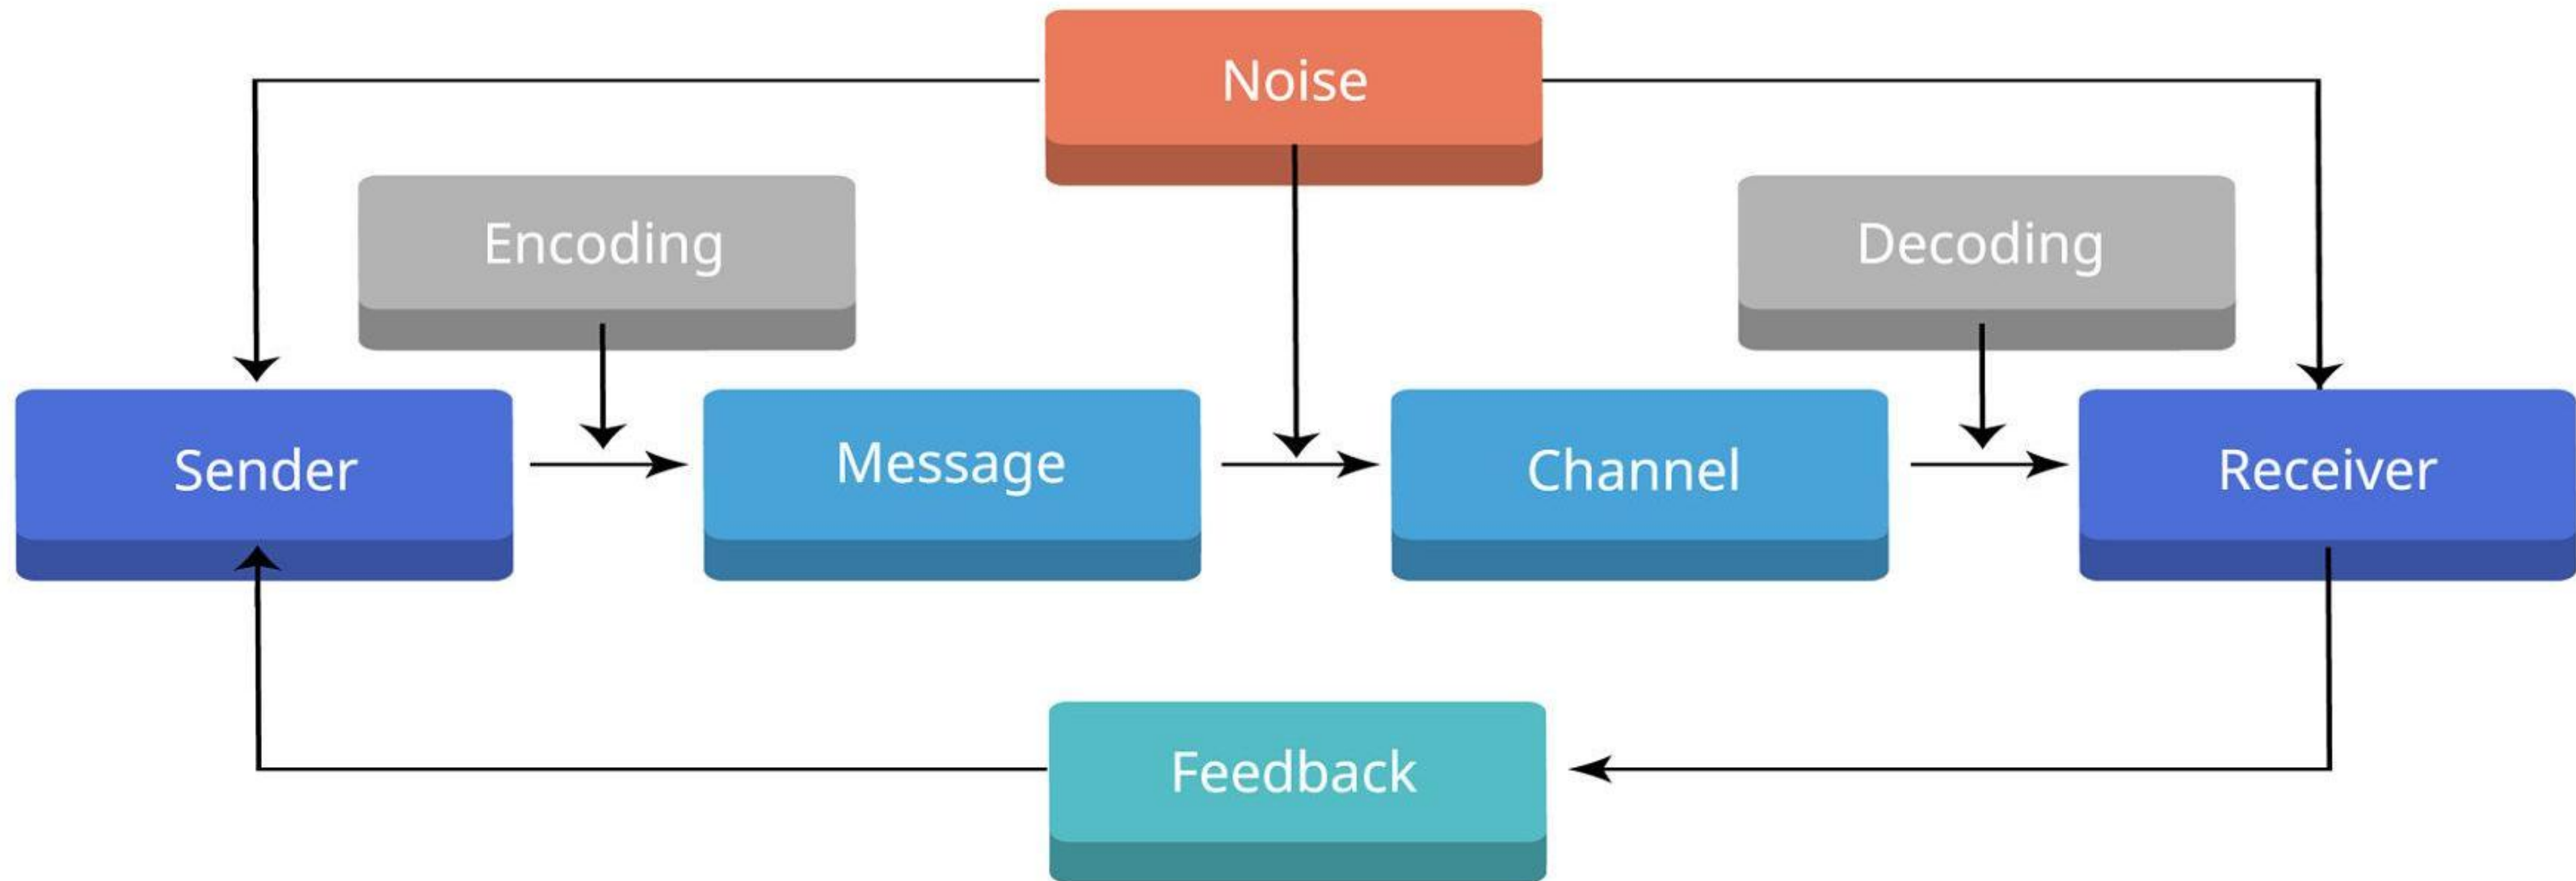 Noise
Encoding
Decoding
Sender
Message
Channel
Receiver
Feedback